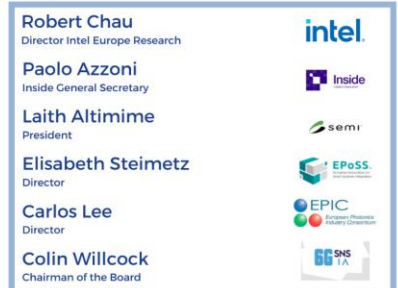 Robert Chau
Director Intel Europe Research
intel.
Paolo Azzoni
Inside General Secretary
Inside
Laith Altimime
President
semi
Elisabeth Steimetz
Director
EPoSS
Carlos Lee
Director
EPIC
European Photonics
Industry Consortium
Colin Willcock
Chairman of the Board
6G SNS
IA